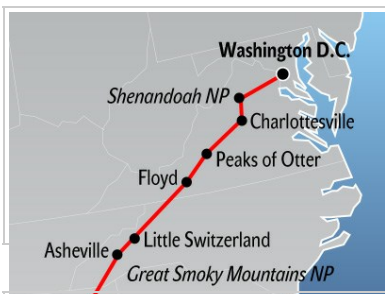 Washington D.C.
Shenandoah NP
Charlottesville
Peaks of Otter
Floyd
Little Switzerland
Asheville
Great Smoky Mountains NP